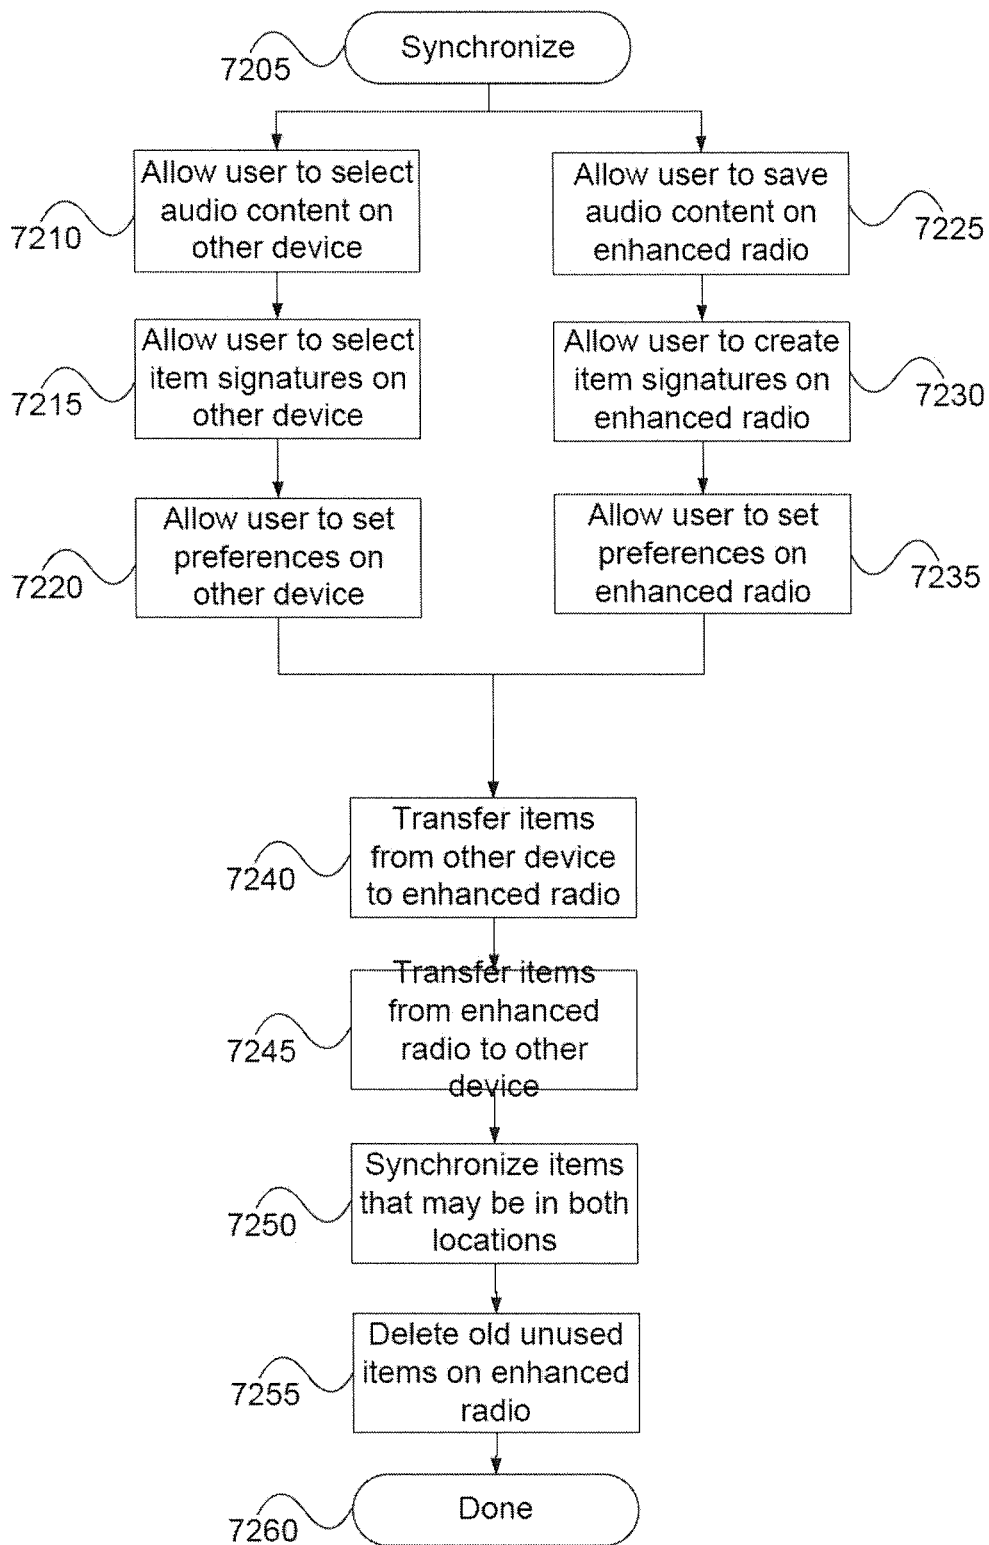 Synchronize
7205
Allow user to select
audio content on
other device
7210
Allow user to save
audio content on
enhanced radio
7225
Allow user to select
item signatures on
other device
7215
Allow user to create
item signatures on
enhanced radio
7230
Allow user to set
preferences on
other device
7220
Allow user to set
preferences on
enhanced radio
7235
Transfer items
from other device
to enhanced radio
7240
Transfer items
from enhanced
radio to other
device
7245
Synchronize items
that may be in both
locations
7250
Delete old unused
items on enhanced
radio
7255
Done
7260